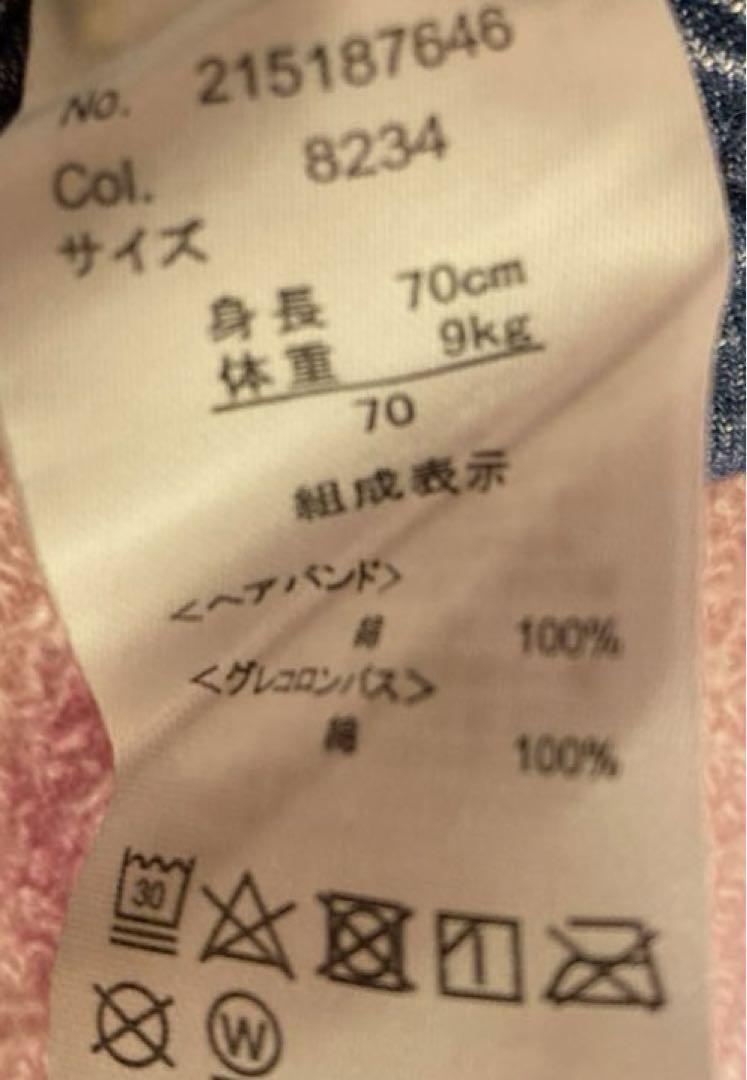 No. 215187646
Col. 8234
サイズ
身長 70cm
体重 9kg
70
組成表示
<ヘアバンド>
綿 100%
<グレコロンパス>
綿 100%
30
W